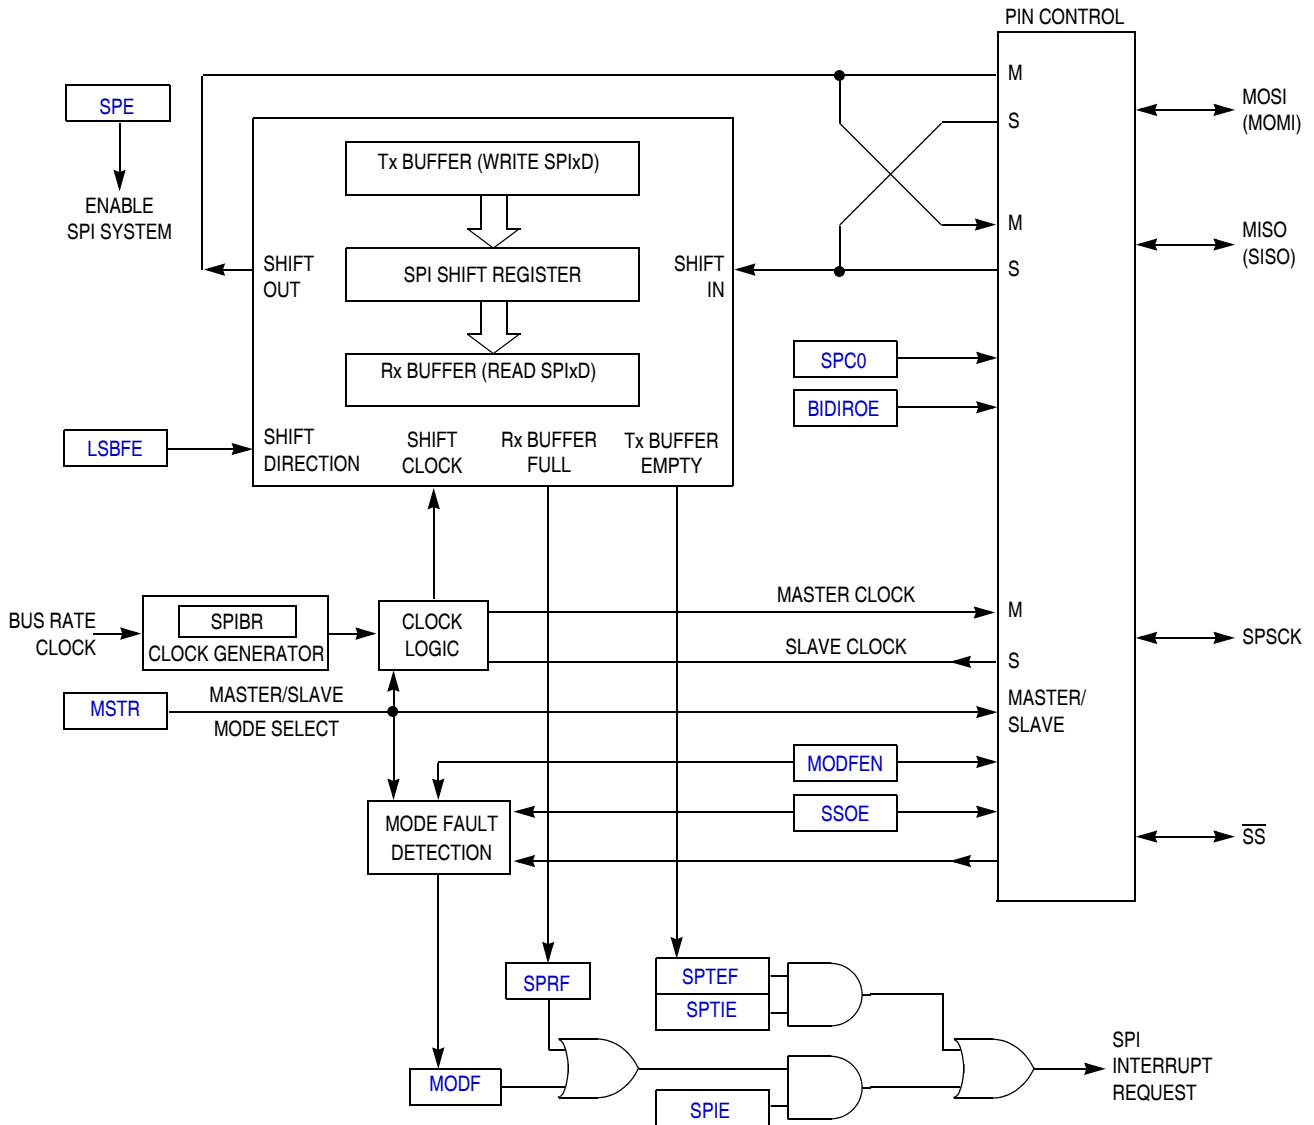 PIN CONTROL
M
SPE
MOSI
(MOMI)
S
Tx BUFFER (WRITE SPIxD)
ENABLE
SPI SYSTEM
M
MISO
(SISO)
SHIFT
OUT
SPI SHIFT REGISTER
SHIFT
IN
S
SPC0
Rx BUFFER (READ SPIxD)
BIDIROE
LSBFE
SHIFT
DIRECTION
SHIFT
CLOCK
Rx BUFFER
FULL
Tx BUFFER
EMPTY
MASTER CLOCK
M
BUS RATE
CLOCK
SPIBR
CLOCK GENERATOR
CLOCK
LOGIC
SPSCK
SLAVE CLOCK
S
MSTR
MASTER/SLAVE
MODE SELECT
MASTER/
SLAVE
MODFEN
SSOE
MODE FAULT
DETECTION
SS
SPRF
SPTEF
SPTIE
SPI
INTERRUPT
REQUEST
MODF
SPIE